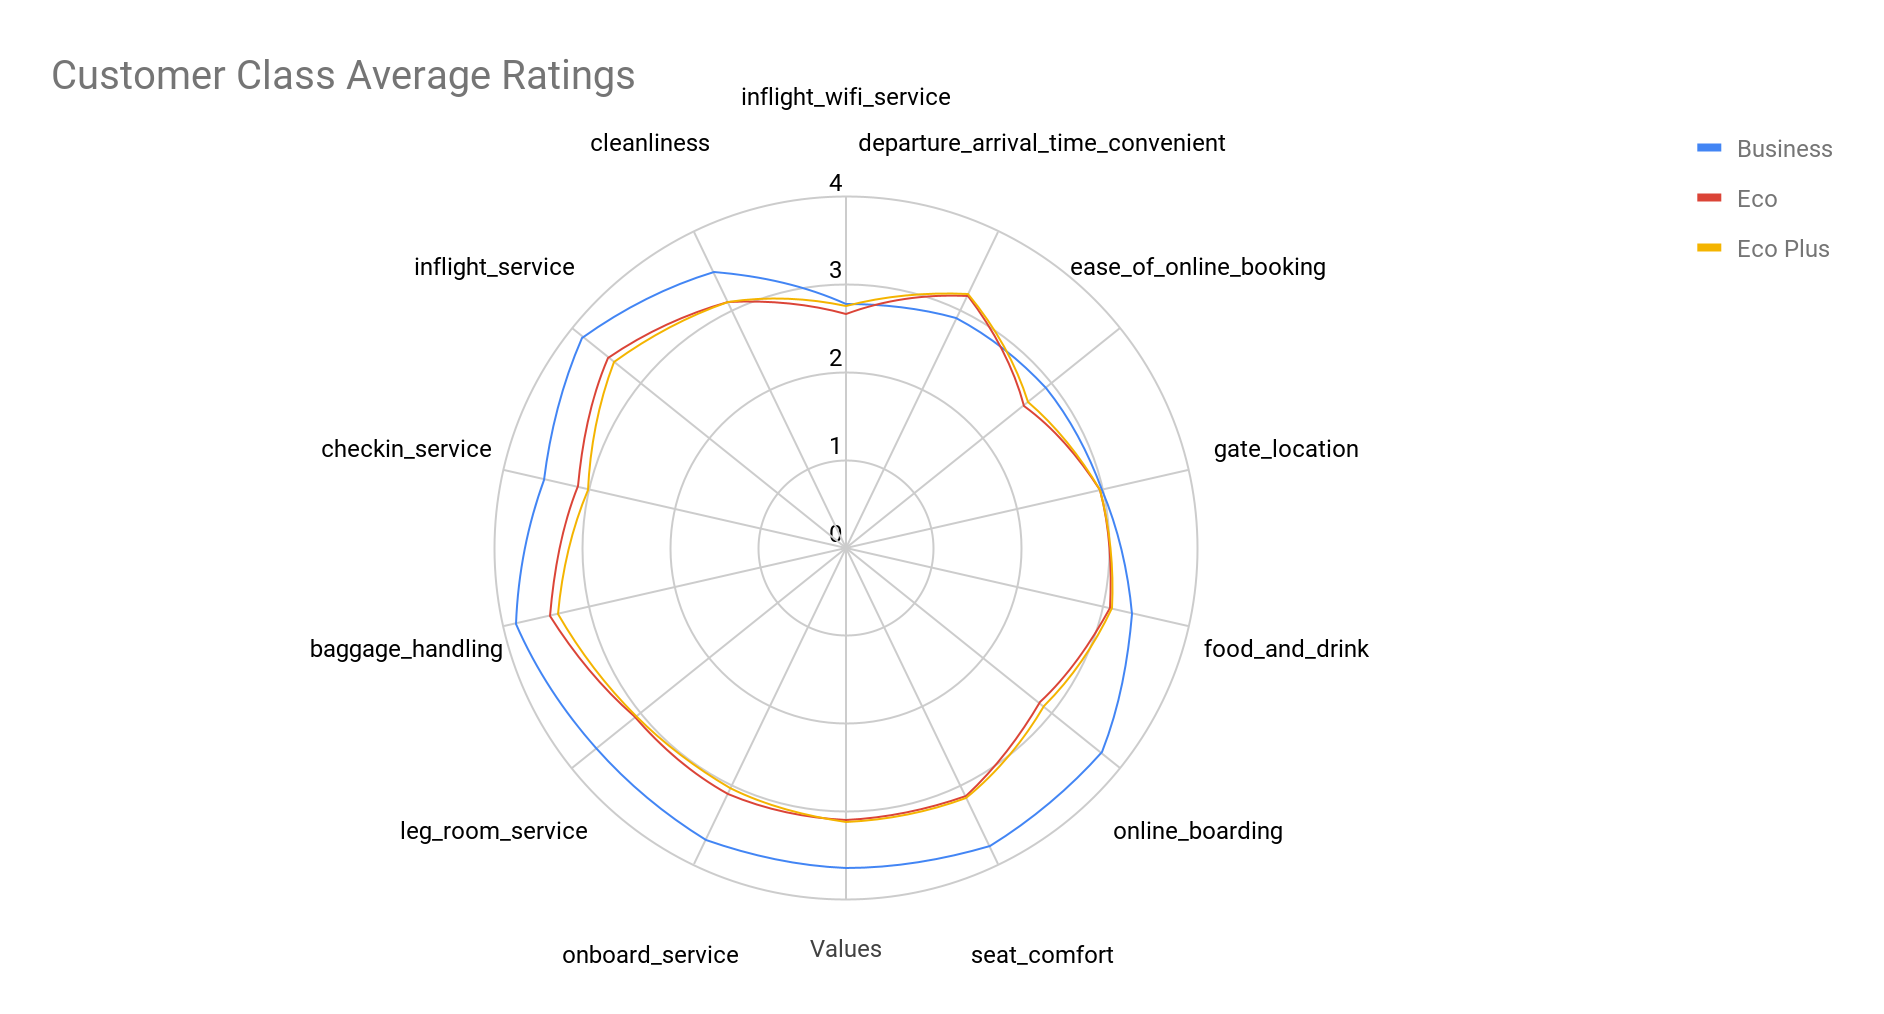 Customer Class Average Ratings
inflight_wifi_service
cleanliness
departure_arrival_time_convenient
Business
4
Eco
Eco Plus
inflight_service
3
ease_of_online_booking
2
checkin_service
1
gate_location
0
baggage_handling
food_and_drink
leg_room_service
online_boarding
onboard_service
Values
seat_comfort